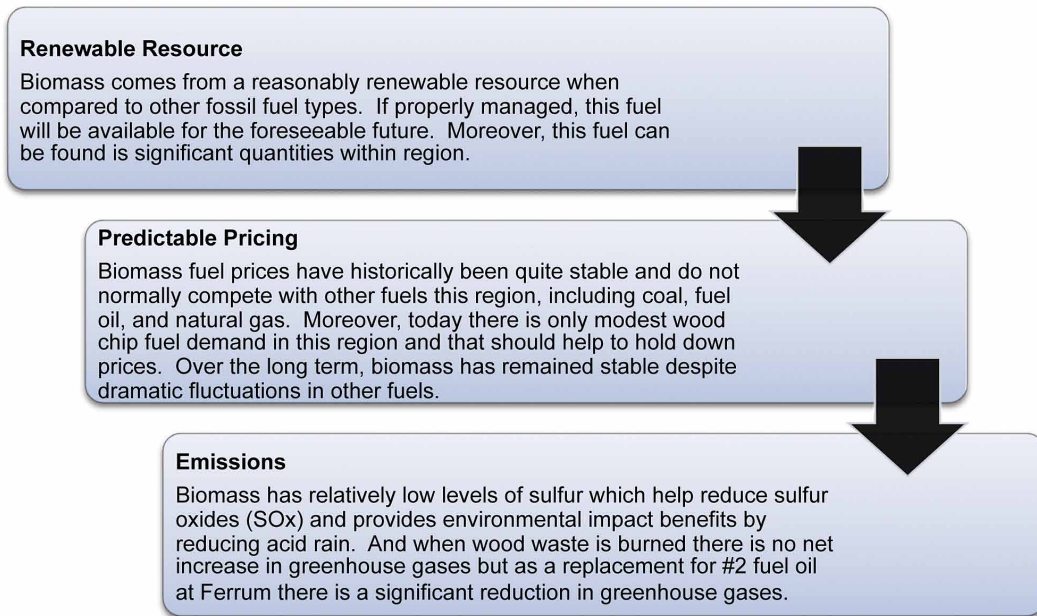 Renewable Resource
Biomass comes from a reasonably renewable resource when
compared to other fossil fuel types.  If properly managed, this fuel
will be available for the foreseeable future.  Moreover, this fuel can
be found is significant quantities within region.
Predictable Pricing
Biomass fuel prices have historically been quite stable and do not
normally compete with other fuels this region, including coal, fuel
oil, and natural gas.  Moreover, today there is only modest wood
chip fuel demand in this region and that should help to hold down
prices.  Over the long term, biomass has remained stable despite
dramatic fluctuations in other fuels.
Emissions
Biomass has relatively low levels of sulfur which help reduce sulfur
oxides (SOx) and provides environmental impact benefits by
reducing acid rain.  And when wood waste is burned there is no net
increase in greenhouse gases but as a replacement for #2 fuel oil
at Ferrum there is a significant reduction in greenhouse gases.